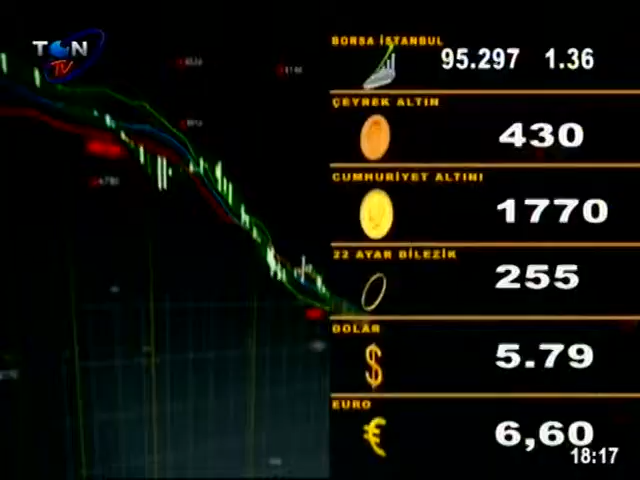 TON
TV
BORSA İSTANBUL
95.297 1.36
ÇEYREK ALTIN
430
CUMHURİYET ALTINI
1770
22 AYAR BİLEZİK
255
DOLAR
$
5.79
EURO
€
6,60
18:17